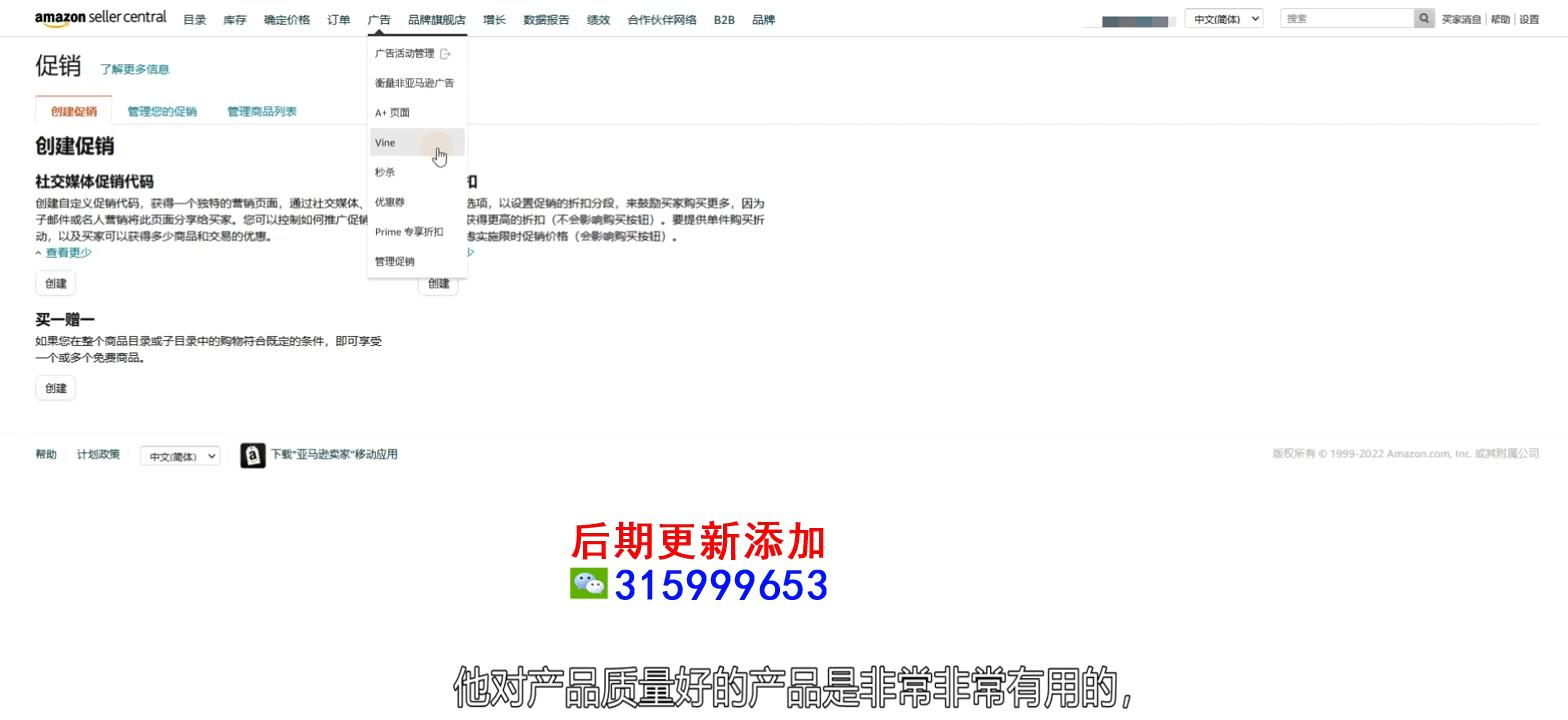 amazon seller central 目录 库存 确定价格 订单 广告 品牌旗舰店 增长 数据报告 绩效 合作伙伴网络 B2B 品牌 中文(简体) 搜索 买家消息 帮助 设置
促销 了解更多信息
创建促销 管理您的促销 管理商品列表
广告活动管理
衡量非亚马逊广告
A+ 页面
Vine
秒杀
优惠券
Prime 专享折扣
管理促销
创建促销
社交媒体促销代码
创建自定义促销代码，获得一个独特的营销页面，通过社交媒体、
子邮件或名人营销将此页面分享给买家。您可以控制如何推广促销
动，以及买家可以获得多少商品和交易的优惠。
查看更少
创建
扣
选项，以设置促销的折扣分段，来鼓励买家购买更多，因为
获得更高的折扣（不会影响购买按钮）。要提供单件购买折
虑实施限时促销价格（会影响购买按钮）。
创建
买一赠一
如果您在整个商品目录或子目录中的购物符合既定的条件，即可享受
一个或多个免费商品。
创建
帮助 计划政策 中文(简体) a 下载“亚马逊卖家”移动应用 版权所有 © 1999-2022 Amazon.com, Inc. 或其附属公司
后期更新添加
315999653
他对产品质量好的产品是非常非常有用的，